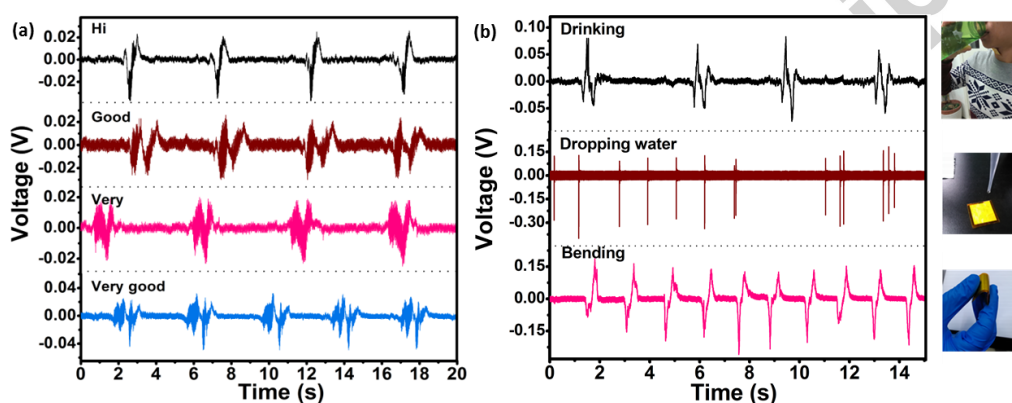 (a)
Hi
0.02
0.00
-0.02
Good
0.02
0.00
-0.02
Very
0.02
0.00
0.02
Very good
0.04
0.00
-0.04
Voltage (V)
0 2 4 6 8 10 12 14 16 18 20
Time (s)
(b)
Drinking
0.10
0.05
0.00
-0.05
Dropping water
0.15
0.00
-0.15
-0.30
Bending
0.15
0.00
-0.15
Voltage (V)
0 2 4 6 8 10 12 14
Time (s)